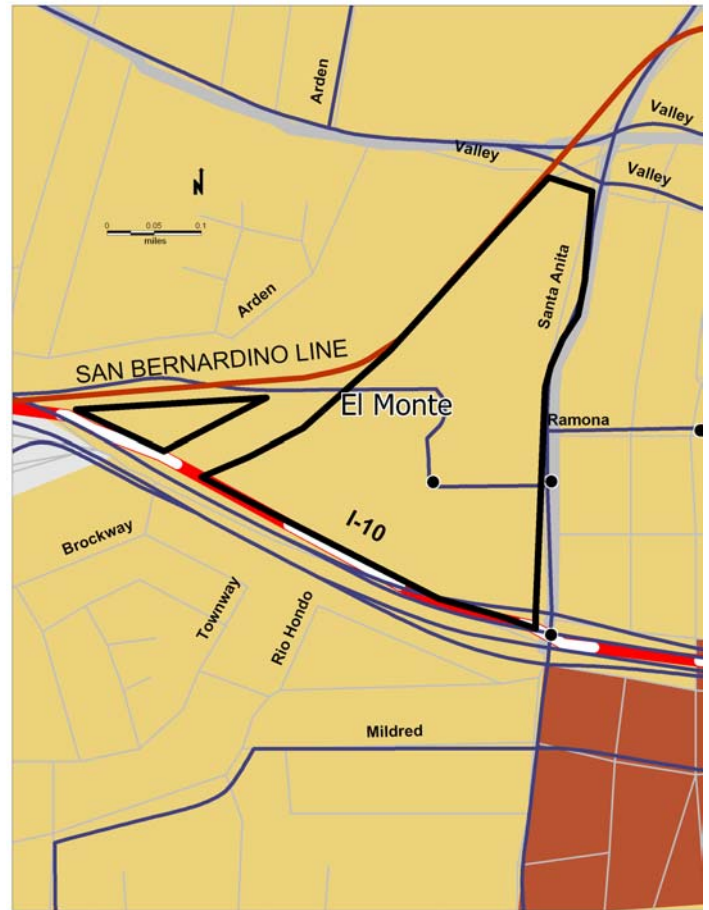 Arden
Valley
Valley
Valley
N
0 0.05 0.1
miles
Santa Anita
Arden
SAN BERNARDINO LINE
El Monte
Ramona
I-10
Brockway
Townway
Rio Hondo
Mildred